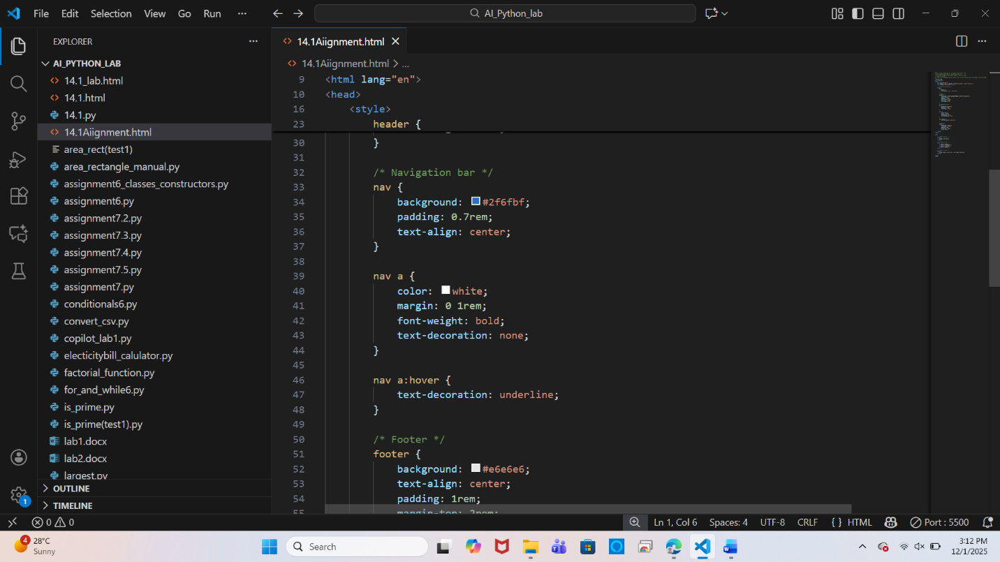 File Edit Selection View Go Run ··· AI_Python_lab
EXPLORER ···
AI_PYTHON_LAB
14.1_lab.html
14.1.html
14.1.py
14.1Aiignment.html
area_rect(test1)
area_rectangle_manual.py
assignment6_classes_constructors.py
assignment6.py
assignment7.2.py
assignment7.3.py
assignment7.4.py
assignment7.5.py
assignment7.py
conditionals6.py
convert_csv.py
copilot_lab1.py
electicitybill_calulator.py
factorial_function.py
for_and_while6.py
is_prime.py
is_prime(test1).py
lab1.docx
lab2.docx
largest.py
OUTLINE
TIMELINE
1
14.1Aiignment.html
14.1Aiignment.html > ...
9 <html lang="en">
10 <head>
16 <style>
23 header {
30 }
31
32 /* Navigation bar */
33 nav {
34 background: #2f6fbf;
35 padding: 0.7rem;
36 text-align: center;
37 }
38
39 nav a {
40 color: white;
41 margin: 0 1rem;
42 font-weight: bold;
43 text-decoration: none;
44 }
45
46 nav a:hover {
47 text-decoration: underline;
48 }
49
50 /* Footer */
51 footer {
52 background: #e6e6e6;
53 text-align: center;
54 padding: 1rem;
55 margin-top: 2rem;
0 0 Ln 1, Col 6 Spaces: 4 UTF-8 CRLF { } HTML Port : 5500
4 28°C
Sunny
Search
3:12 PM
12/1/2025